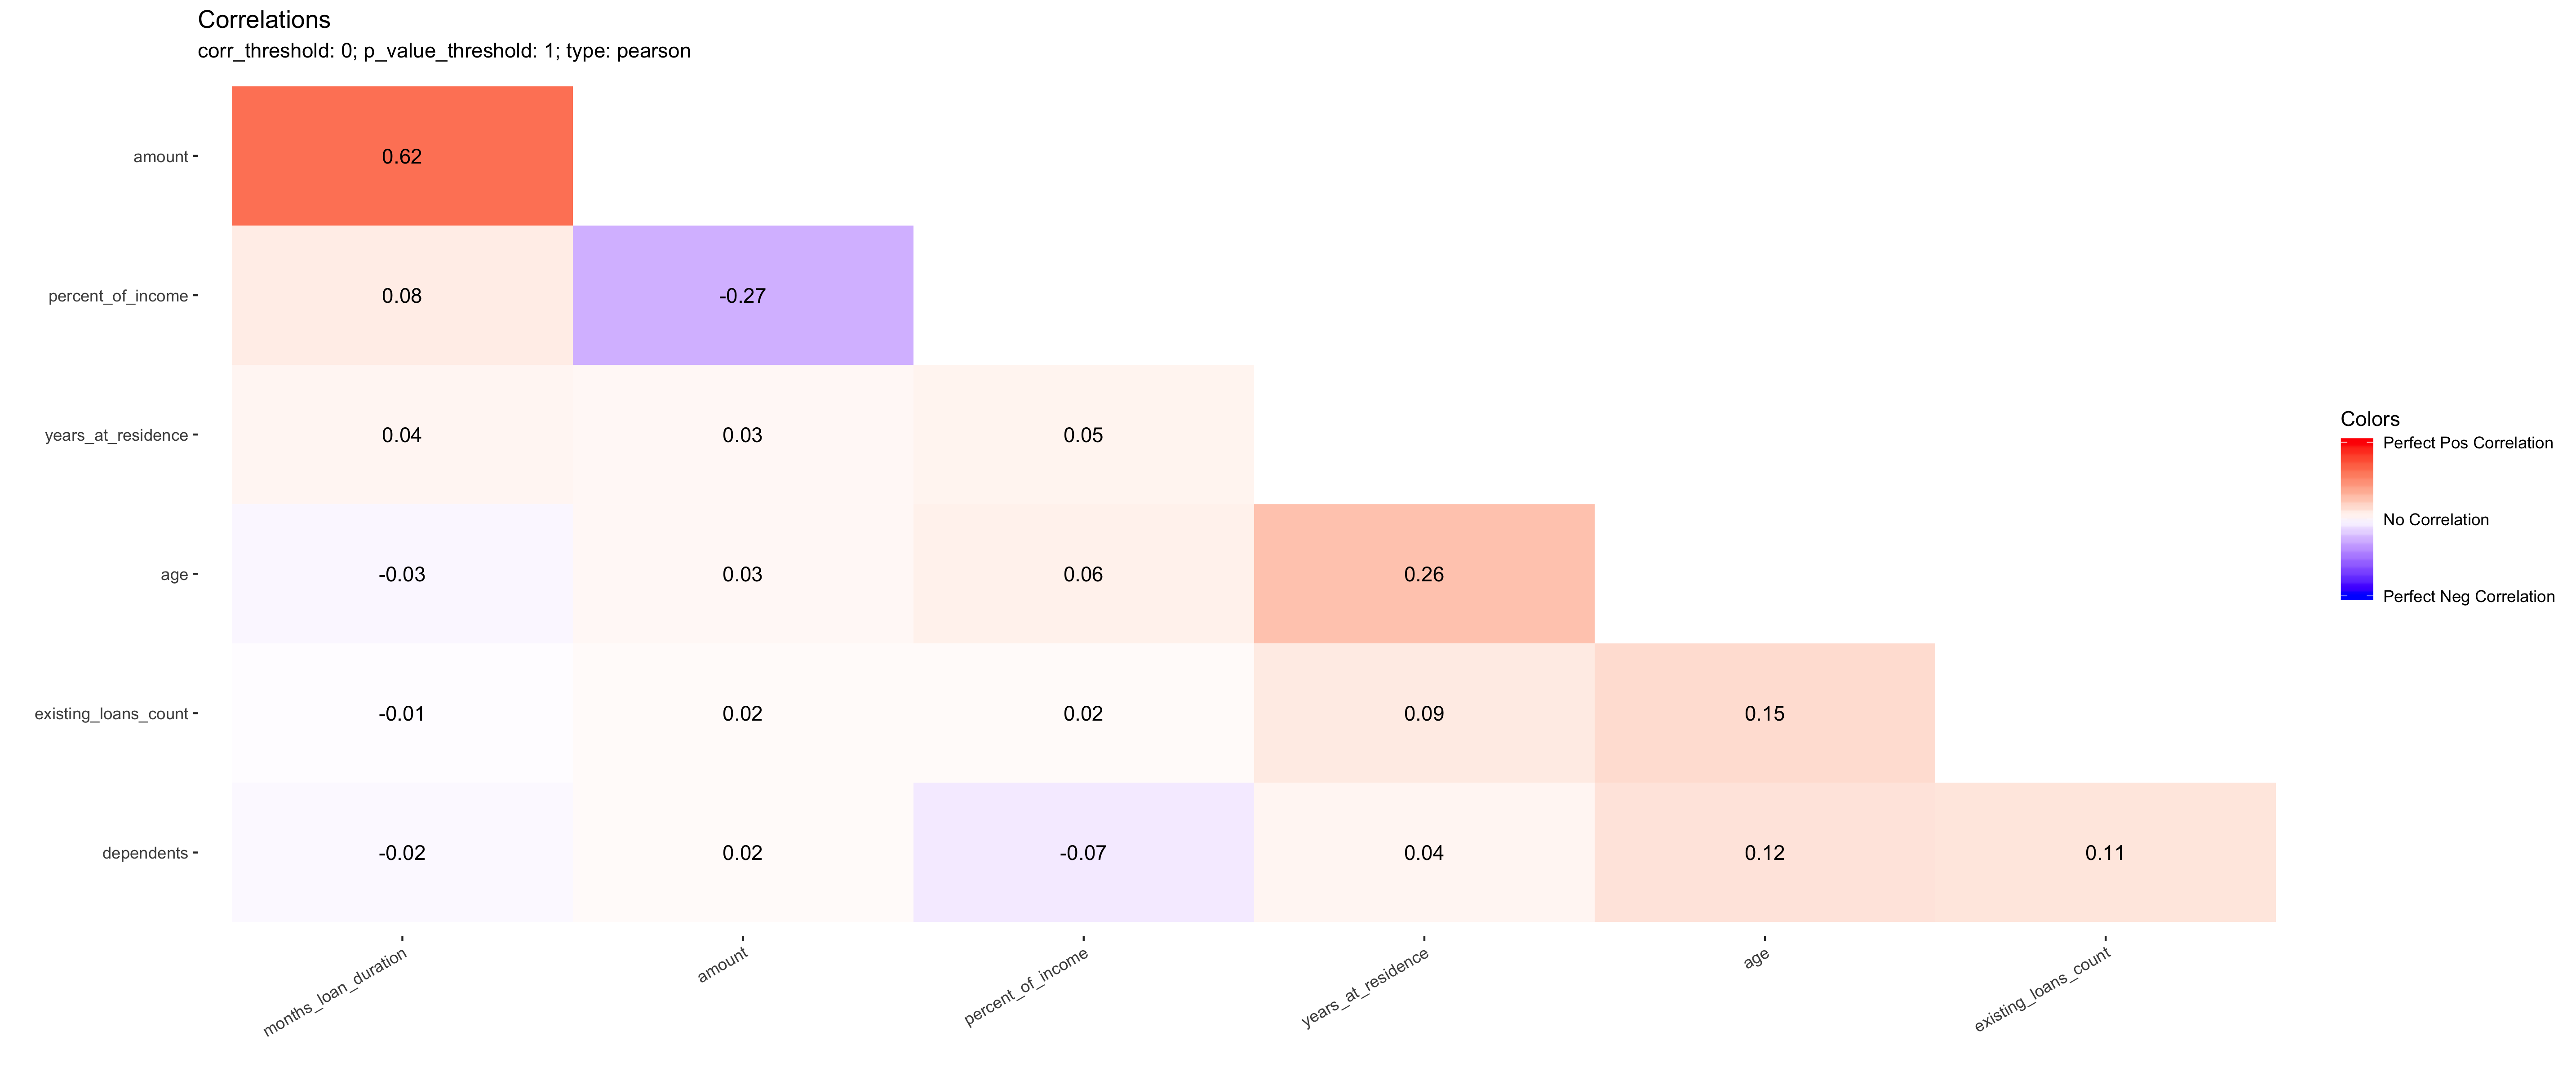 Correlations
corr_threshold: 0; p_value_threshold: 1; type: pearson
amount
0.62
percent_of_income
0.08
-0.27
years_at_residence
0.04
0.03
0.05
age
-0.03
0.03
0.06
0.26
existing_loans_count
-0.01
0.02
0.02
0.09
0.15
dependents
-0.02
0.02
-0.07
0.04
0.12
0.11
months_loan_duration
amount
percent_of_income
years_at_residence
age
existing_loans_count
Colors
Perfect Pos Correlation
No Correlation
Perfect Neg Correlation